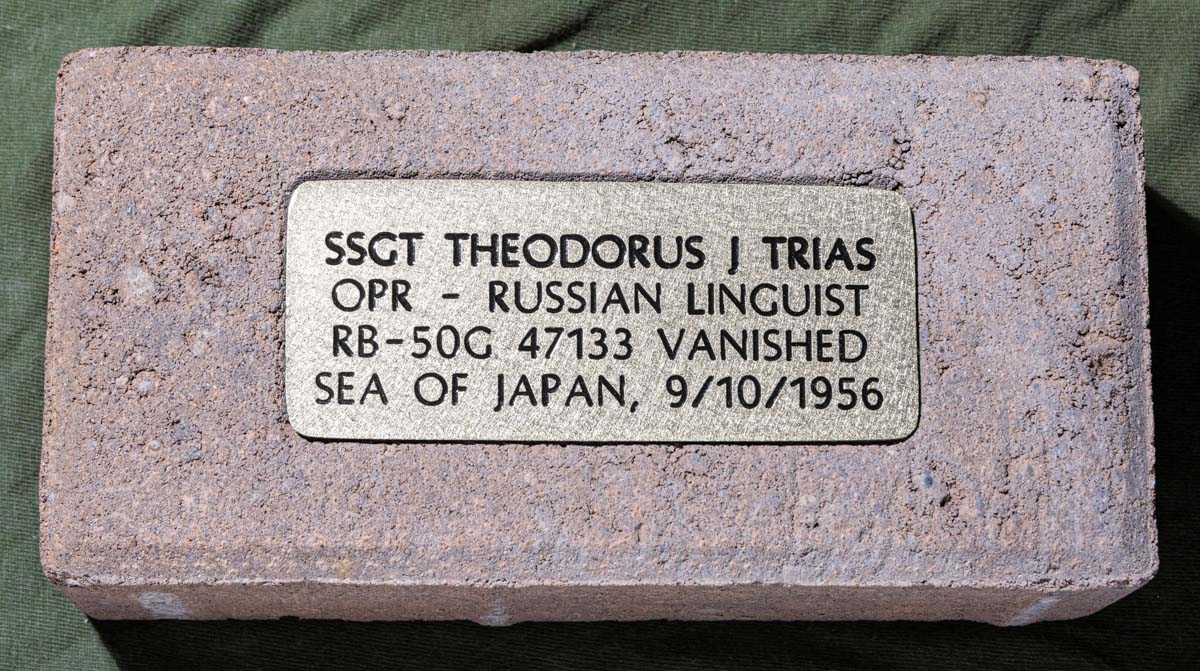 SSGT THEODORUS J TRIAS
OPR - RUSSIAN LINGUIST
RB-50G 47133 VANISHED
SEA OF JAPAN, 9/10/1956